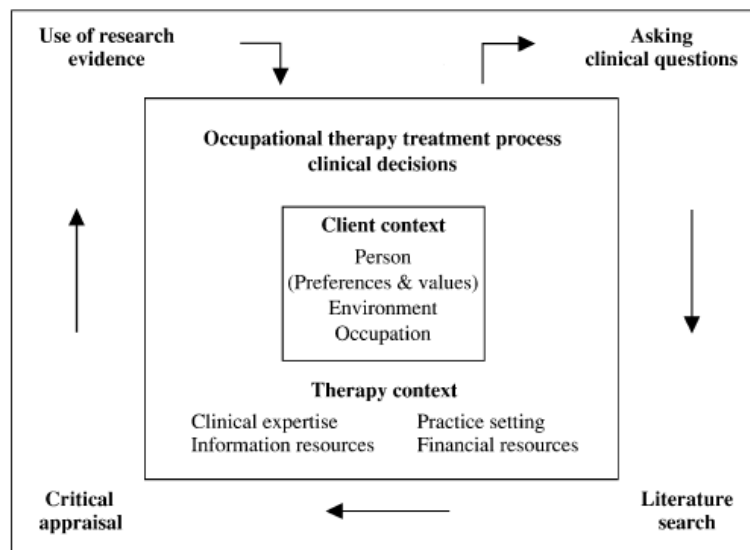 Use of research
evidence
Asking
clinical questions
Occupational therapy treatment process
clinical decisions
Client context
Person
(Preferences & values)
Environment
Occupation
Therapy context
Clinical expertise
Practice setting
Information resources
Financial resources
Critical
appraisal
Literature
search